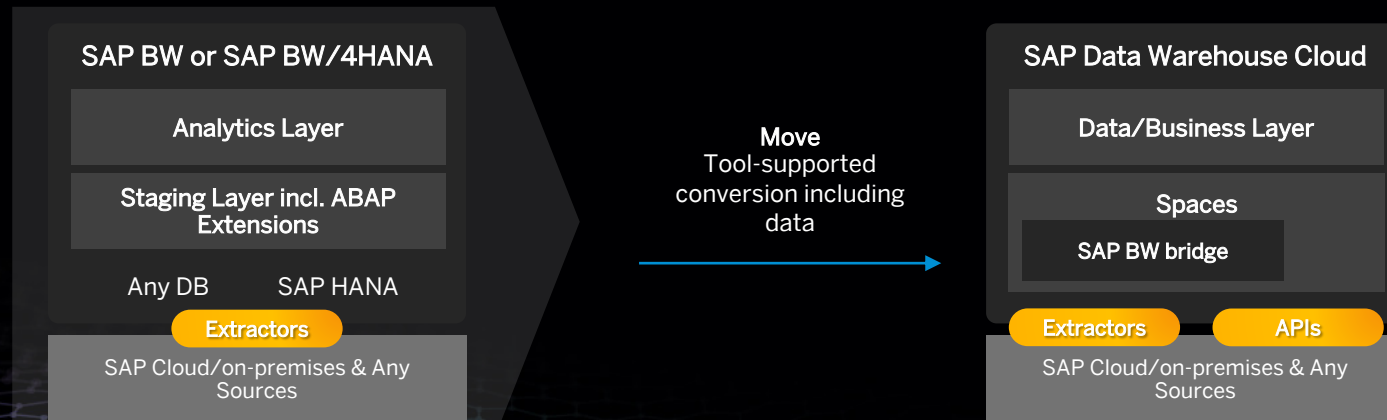 SAP BW or SAP BW/4HANA
Analytics Layer
Staging Layer incl. ABAP
Extensions
Any DB SAP HANA
Extractors
SAP Cloud/on-premises & Any
Sources
Move
Tool-supported
conversion including
data
SAP Data Warehouse Cloud
Data/Business Layer
Spaces
SAP BW bridge
Extractors APIs
SAP Cloud/on-premises & Any
Sources